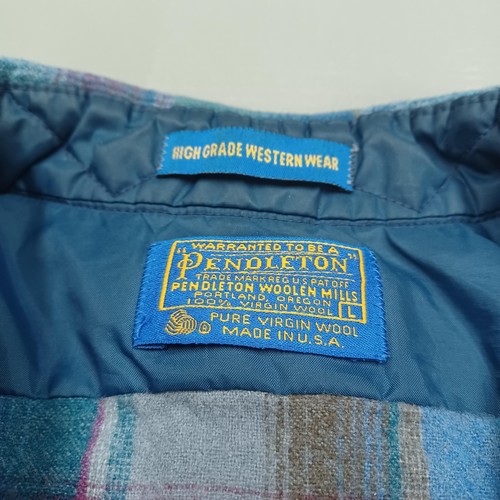 HIGH GRADE WESTERN WEAR
WARRANTED TO BE A
"PENDLETON"
TRADE MARK REG U S PAT OFF
PENDLETON WOOLEN MILLS
PORTLAND, OREGON
100% VIRGIN WOOL L
PURE VIRGIN WOOL
MADE IN U.S.A.